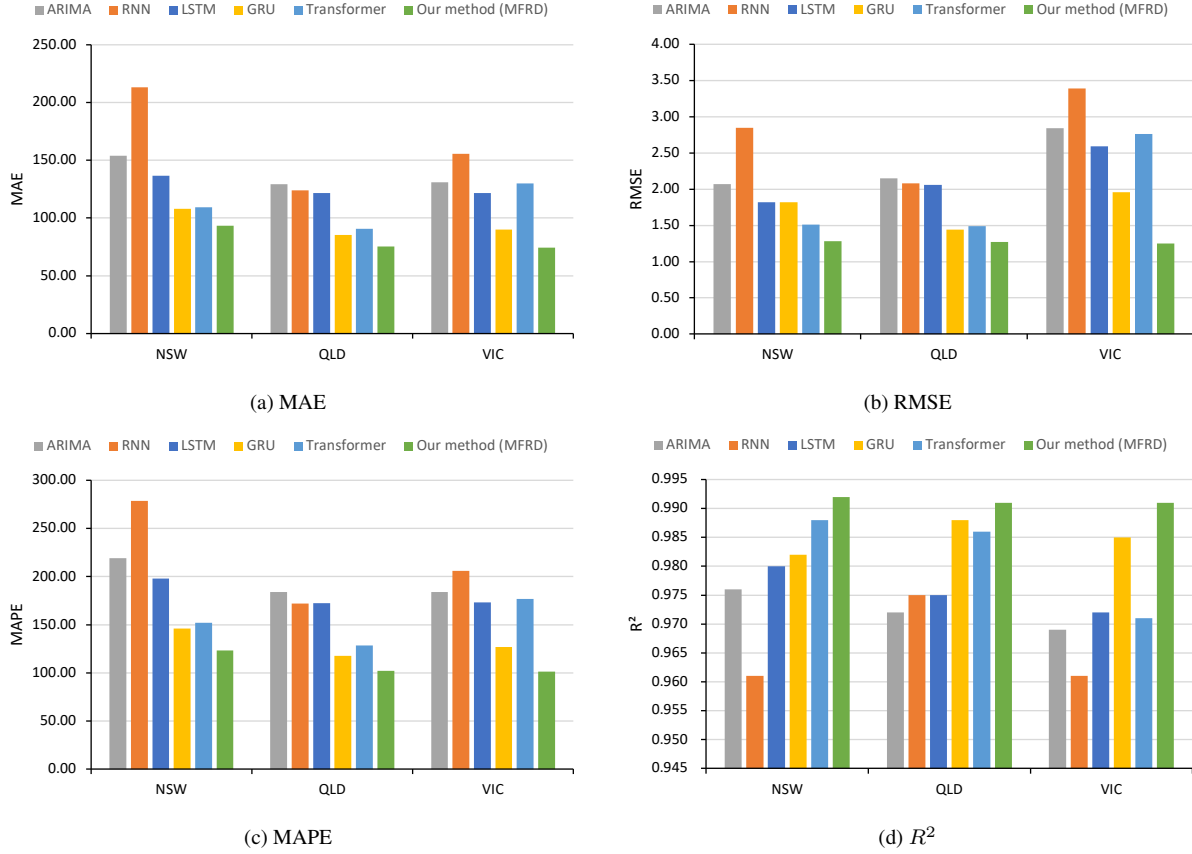 ARIMA RNN LSTM GRU Transformer Our method (MFRD)
250.00
200.00
150.00
100.00
50.00
0.00
MAE
NSW QLD VIC
(a) MAE
ARIMA RNN LSTM GRU Transformer Our method (MFRD)
4.00
3.50
3.00
2.50
2.00
1.50
1.00
0.50
0.00
RMSE
NSW QLD VIC
(b) RMSE
ARIMA RNN LSTM GRU Transformer Our method (MFRD)
300.00
250.00
200.00
150.00
100.00
50.00
0.00
MAPE
NSW QLD VIC
(c) MAPE
ARIMA RNN LSTM GRU Transformer Our method (MFRD)
0.995
0.990
0.985
0.980
0.975
0.970
0.965
0.960
0.955
0.950
0.945
R²
NSW QLD VIC
(d) R²